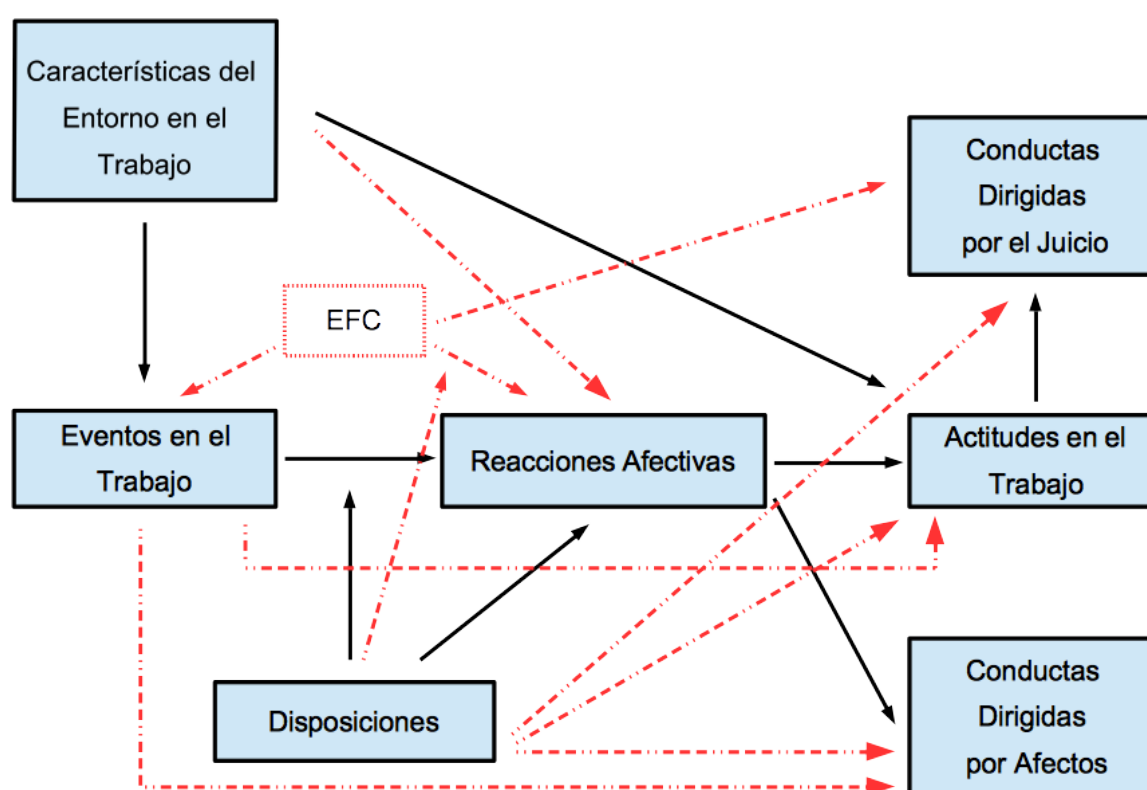 Características del
Entorno en el
Trabajo
Conductas
Dirigidas
por el Juicio
EFC
Eventos en el
Trabajo
Reacciones Afectivas
Actitudes en el
Trabajo
Disposiciones
Conductas
Dirigidas
por Afectos